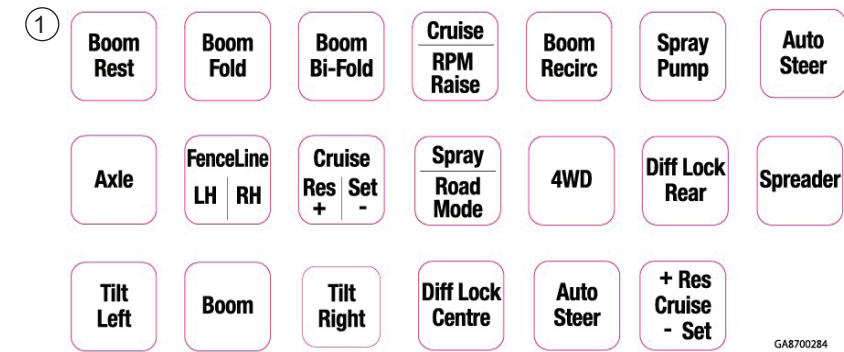 1
Boom
Rest
Boom
Fold
Boom
Bi-Fold
Cruise
RPM
Raise
Boom
Recirc
Spray
Pump
Auto
Steer
Axle
FenceLine
LH RH
Cruise
Res Set
+ -
Spray
Road
Mode
4WD
Diff Lock
Rear
Spreader
Tilt
Left
Boom
Tilt
Right
Diff Lock
Centre
Auto
Steer
+ Res
Cruise
- Set
GA8700284